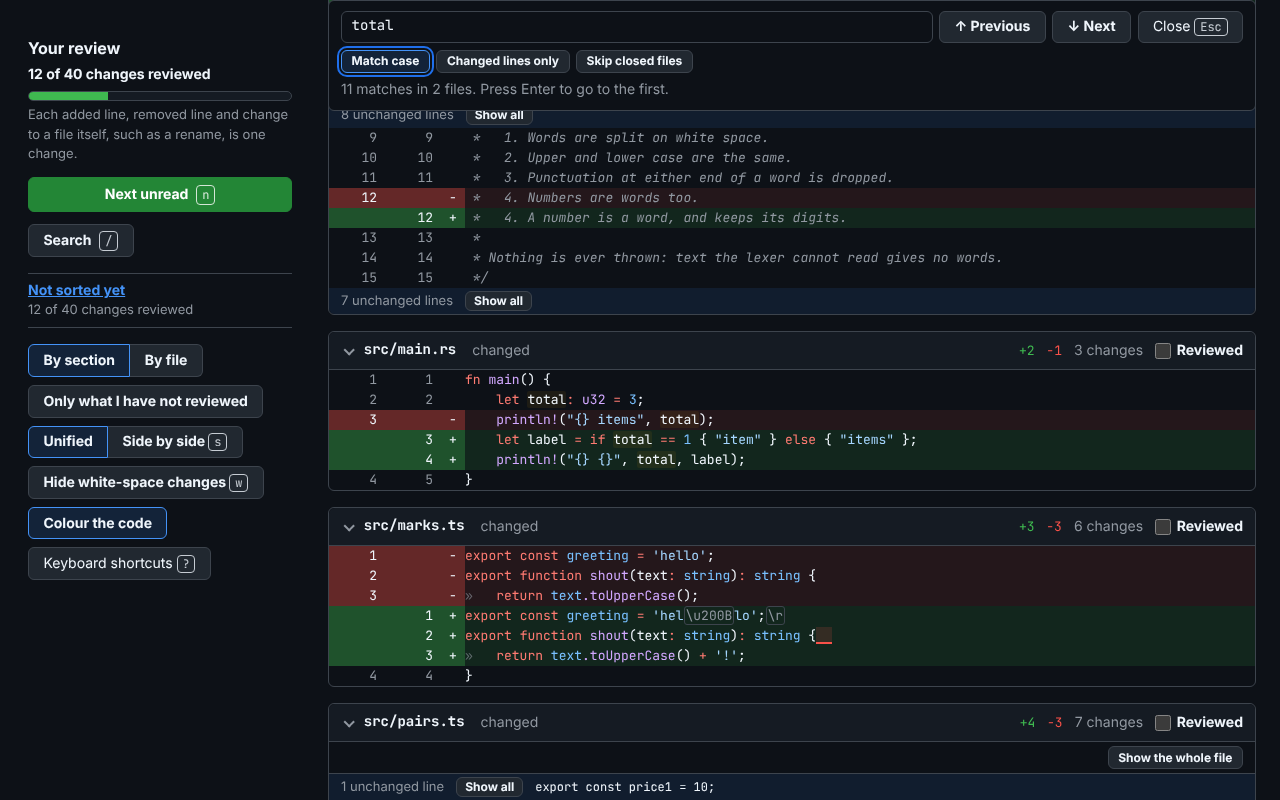 Your review
12 of 40 changes reviewed
Each added line, removed line and change
to a file itself, such as a rename, is one
change.
Next unread n
Search /
Not sorted yet
12 of 40 changes reviewed
By section By file
Only what I have not reviewed
Unified Side by side s
Hide white-space changes w
Colour the code
Keyboard shortcuts ?
total ↑ Previous ↓ Next Close Esc
Match case Changed lines only Skip closed files
11 matches in 2 files. Press Enter to go to the first.
8 unchanged lines Show all
9 9 * 1. Words are split on white space.
10 10 * 2. Upper and lower case are the same.
11 11 * 3. Punctuation at either end of a word is dropped.
12 - * 4. Numbers are words too.
12 + * 4. A number is a word, and keeps its digits.
13 13 *
14 14 * Nothing is ever thrown: text the lexer cannot read gives no words.
15 15 */
7 unchanged lines Show all
src/main.rs changed +2 -1 3 changes Reviewed
1 1 fn main() {
2 2 let total: u32 = 3;
3 - println!("{} items", total);
3 + let label = if total == 1 { "item" } else { "items" };
4 + println!("{} {}", total, label);
4 5 }
src/marks.ts changed +3 -3 6 changes Reviewed
1 - export const greeting = 'hello';
2 - export function shout(text: string): string {
3 - » return text.toUpperCase();
1 + export const greeting = 'hel\u200Blo';\r
2 + export function shout(text: string): string {
3 + » return text.toUpperCase() + '!';
4 4 }
src/pairs.ts changed +4 -3 7 changes Reviewed
Show the whole file
1 unchanged line Show all export const price1 = 10;